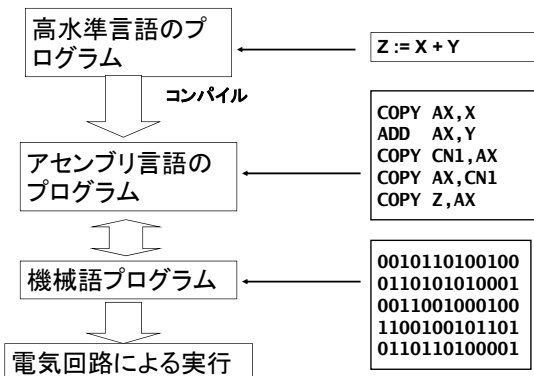 高水準言語のプ
ログラム
Z := X + Y
コンパイル
アセンブリ言語の
プログラム
COPY AX,X
ADD AX,Y
COPY CN1,AX
COPY AX,CN1
COPY Z,AX
機械語プログラム
0010110100100
0110101010001
0011001000100
1100100101101
0110110100001
電気回路による実行